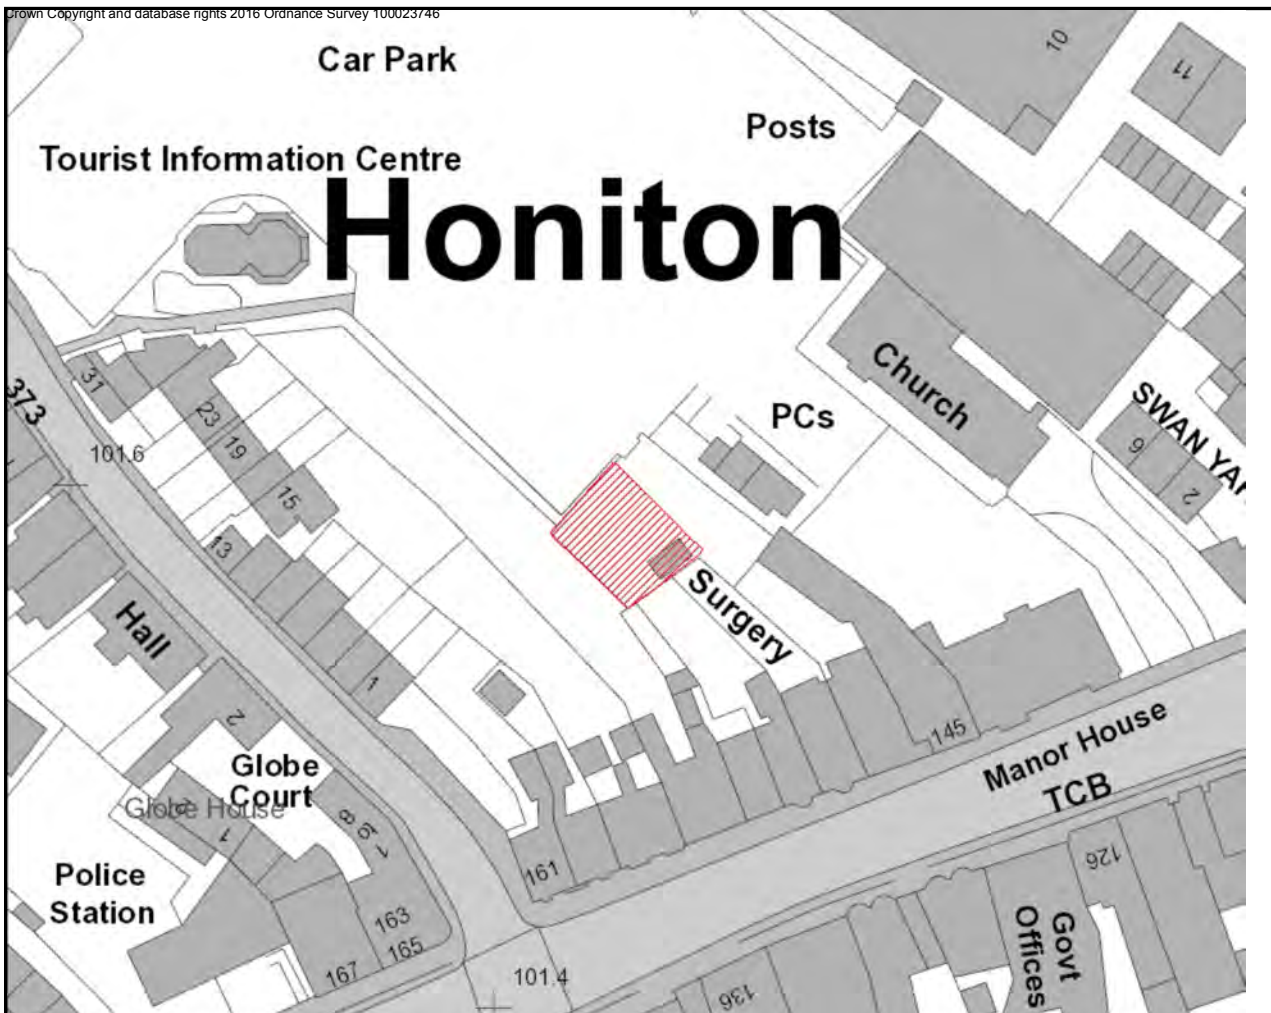 Crown Copyright and database rights 2016 Ordnance Survey 100023746
Car Park
10
11
Posts
Tourist Information Centre
Honiton
Church
PCs
SWAN YA
31
23
19
15
13
1
373
101.6
6
2
Surgery
Hall
2
Globe
Court
Globe House
1
8
7
145
Manor House
TCB
161
126
Police
Station
163
165
167
101.4
136
Govt
Offices